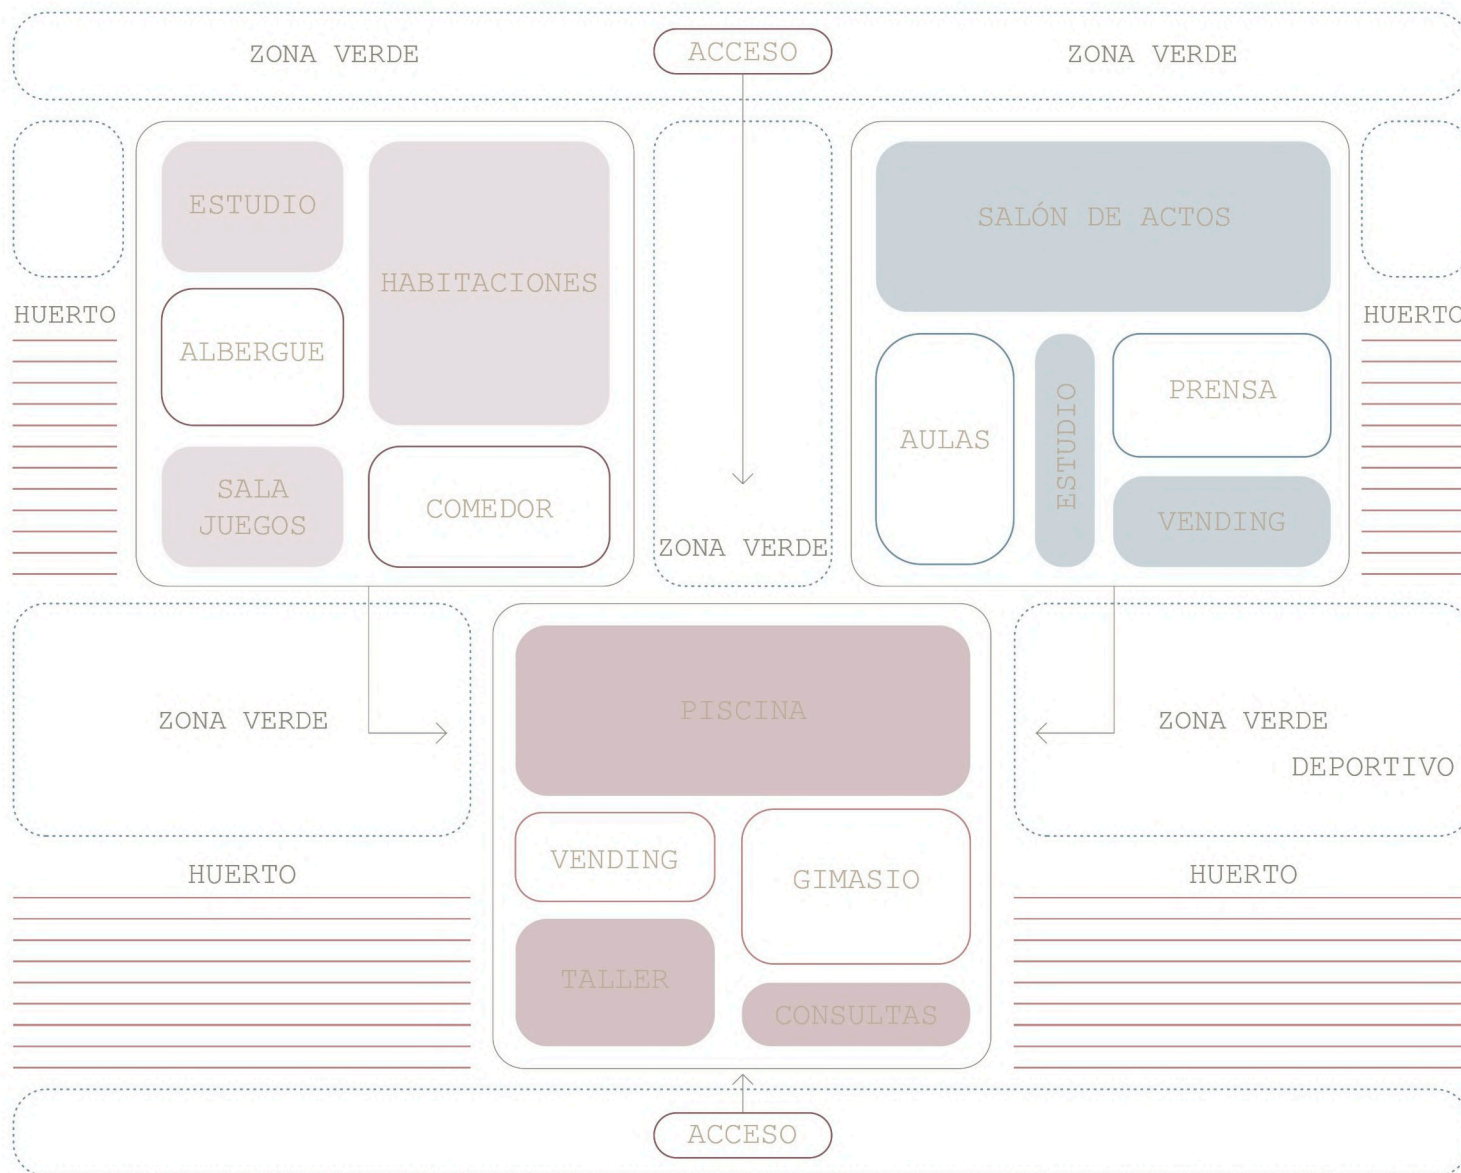 ZONA VERDE
ACCESO
ZONA VERDE
ESTUDIO
HABITACIONES
ALBERGUE
SALA
JUEGOS
COMEDOR
HUERTO
ZONA VERDE
SALÓN DE ACTOS
AULAS
ESTUDIO
PRENSA
VENDING
HUERTO
ZONA VERDE
PISCINA
ZONA VERDE
DEPORTIVO
VENDING
GIMASIO
TALLER
CONSULTAS
HUERTO
HUERTO
ACCESO